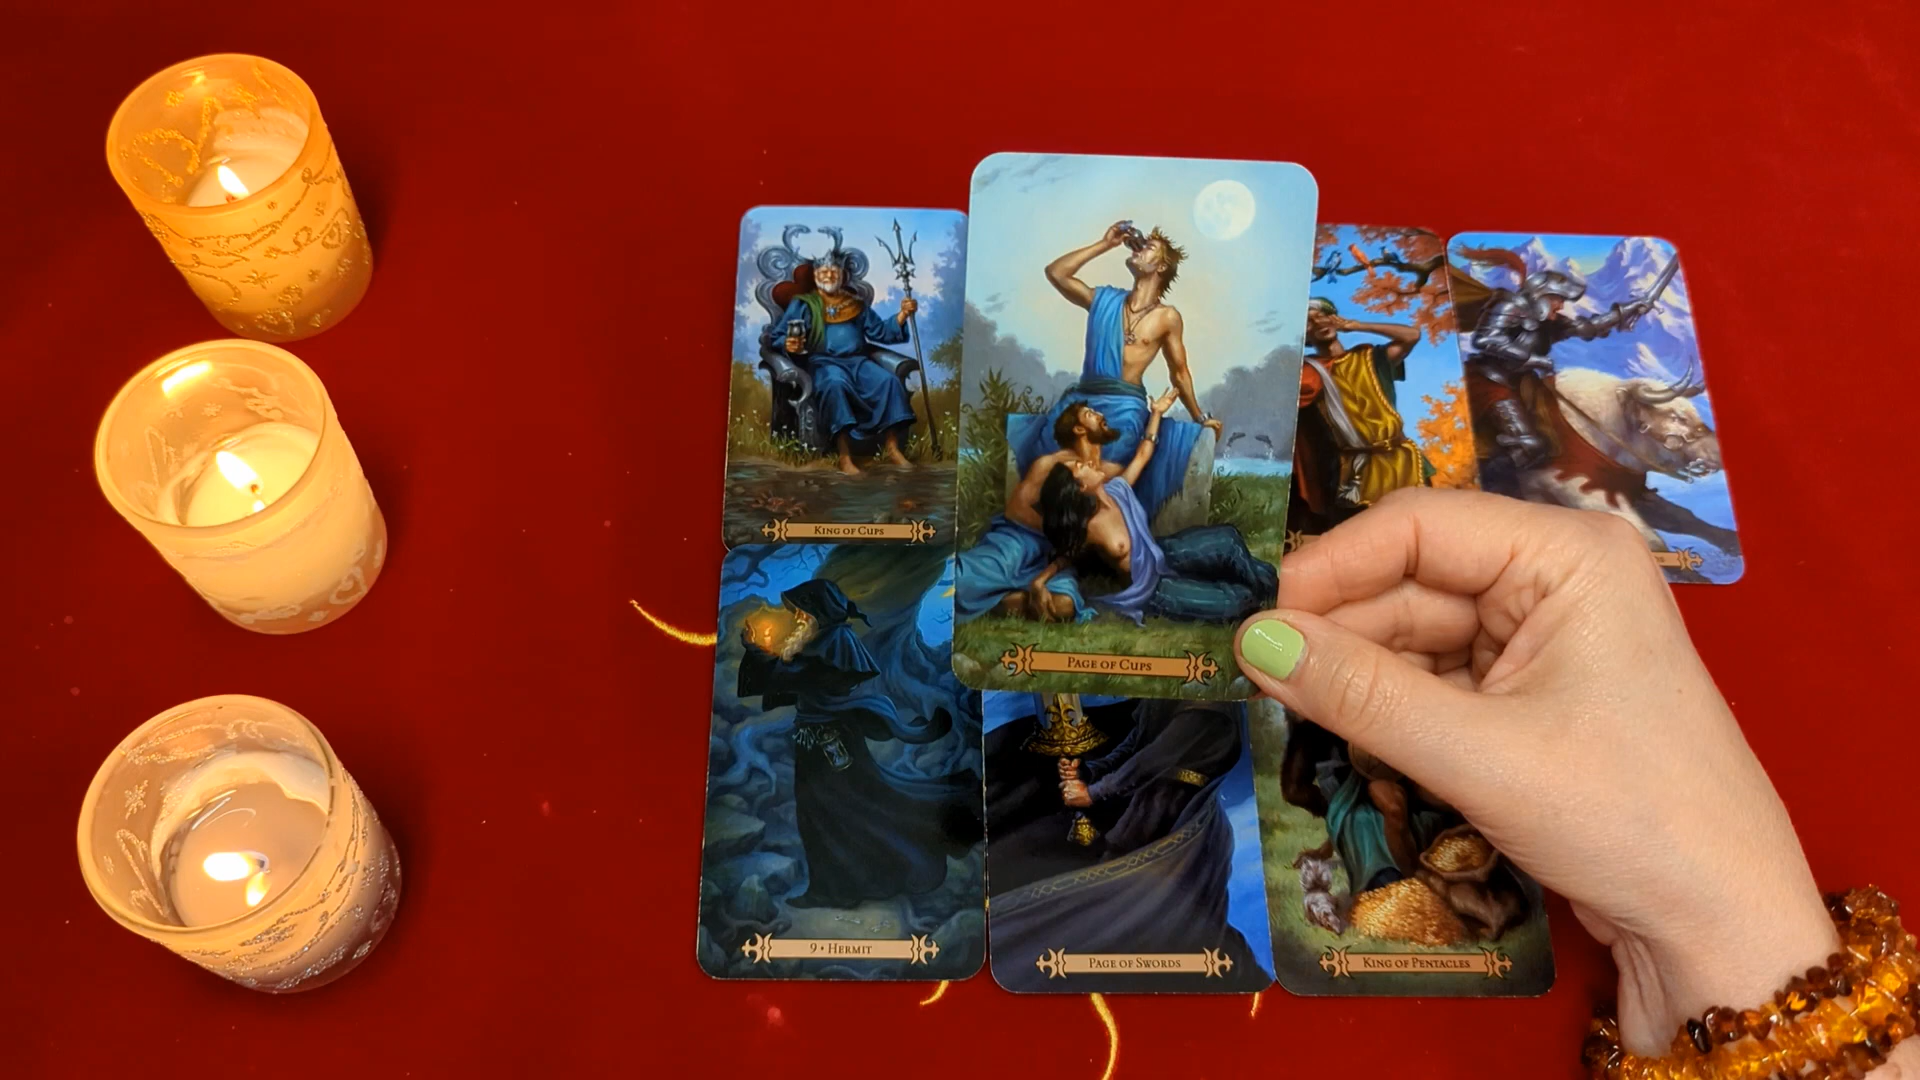 KING OF CUPS
PAGE OF CUPS
9 • HERMIT
PAGE OF SWORDS
KING OF PENTACLES